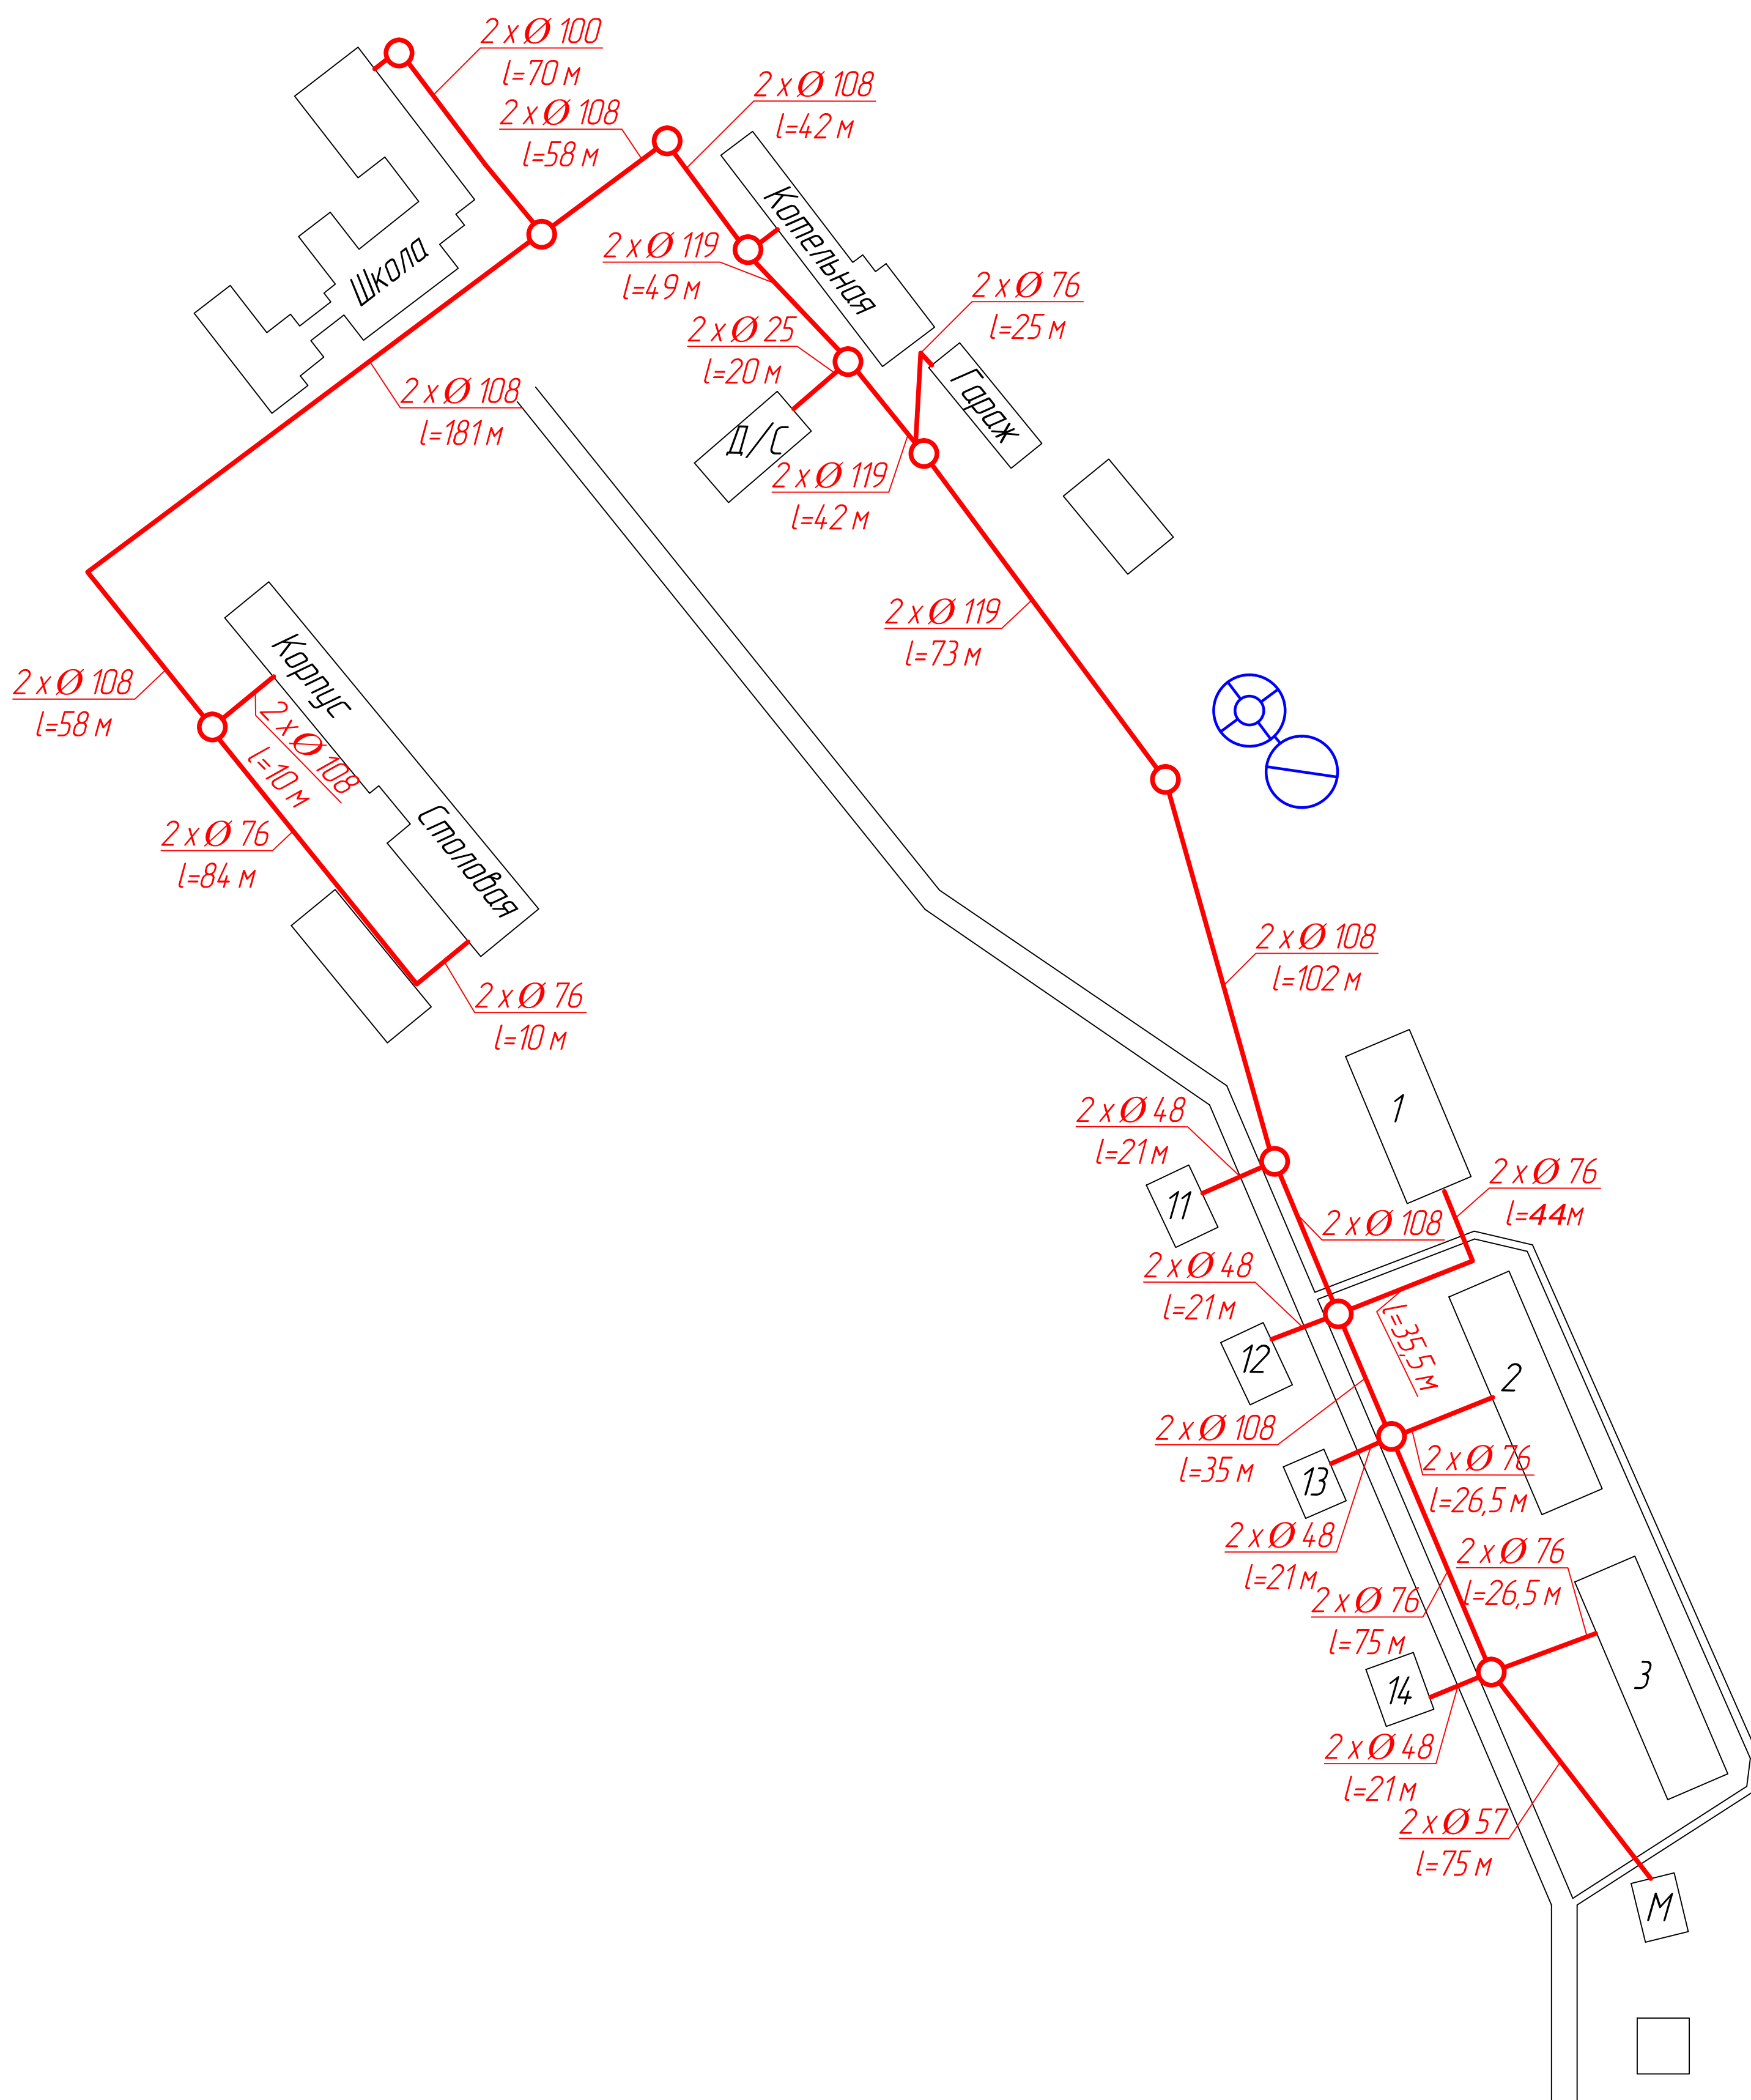 2 x Ø 100
l=70 м
2 x Ø 108
l=58 м
2 x Ø 108
l=42 м
Котельная
Школа
2 x Ø 119
l=49 м
2 x Ø 76
l=25 м
2 x Ø 25
l=20 м
Гараж
2 x Ø 108
l=181 м
Д/С
2 x Ø 119
l=42 м
2 x Ø 119
l=73 м
Корпус
2 x Ø 108
l=58 м
2 x Ø 108
l=10 м
Столовая
2 x Ø 76
l=84 м
2 x Ø 76
l=10 м
2 x Ø 108
l=102 м
1
2 x Ø 48
l=21 м
11
2 x Ø 76
l=44м
2 x Ø 108
2 x Ø 48
l=21 м
12
l=35,5 м
2
2 x Ø 108
l=35 м
13
2 x Ø 76
l=26,5 м
2 x Ø 48
l=21 м
2 x Ø 76
l=26,5 м
2 x Ø 76
l=75 м
3
14
2 x Ø 48
l=21 м
2 x Ø 57
l=75 м
М